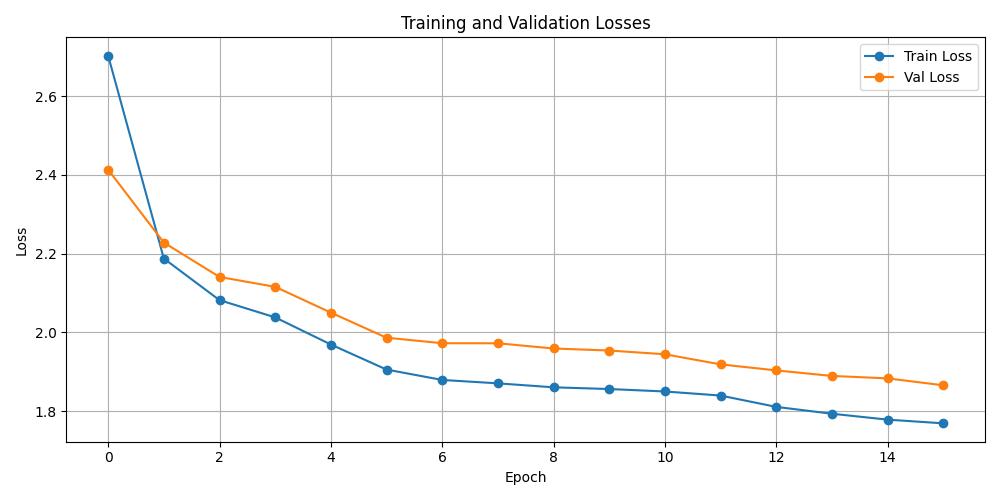 Training and Validation Losses
Train Loss
Val Loss
2.6
2.4
2.2
2.0
1.8
Loss
0 2 4 6 8 10 12 14
Epoch